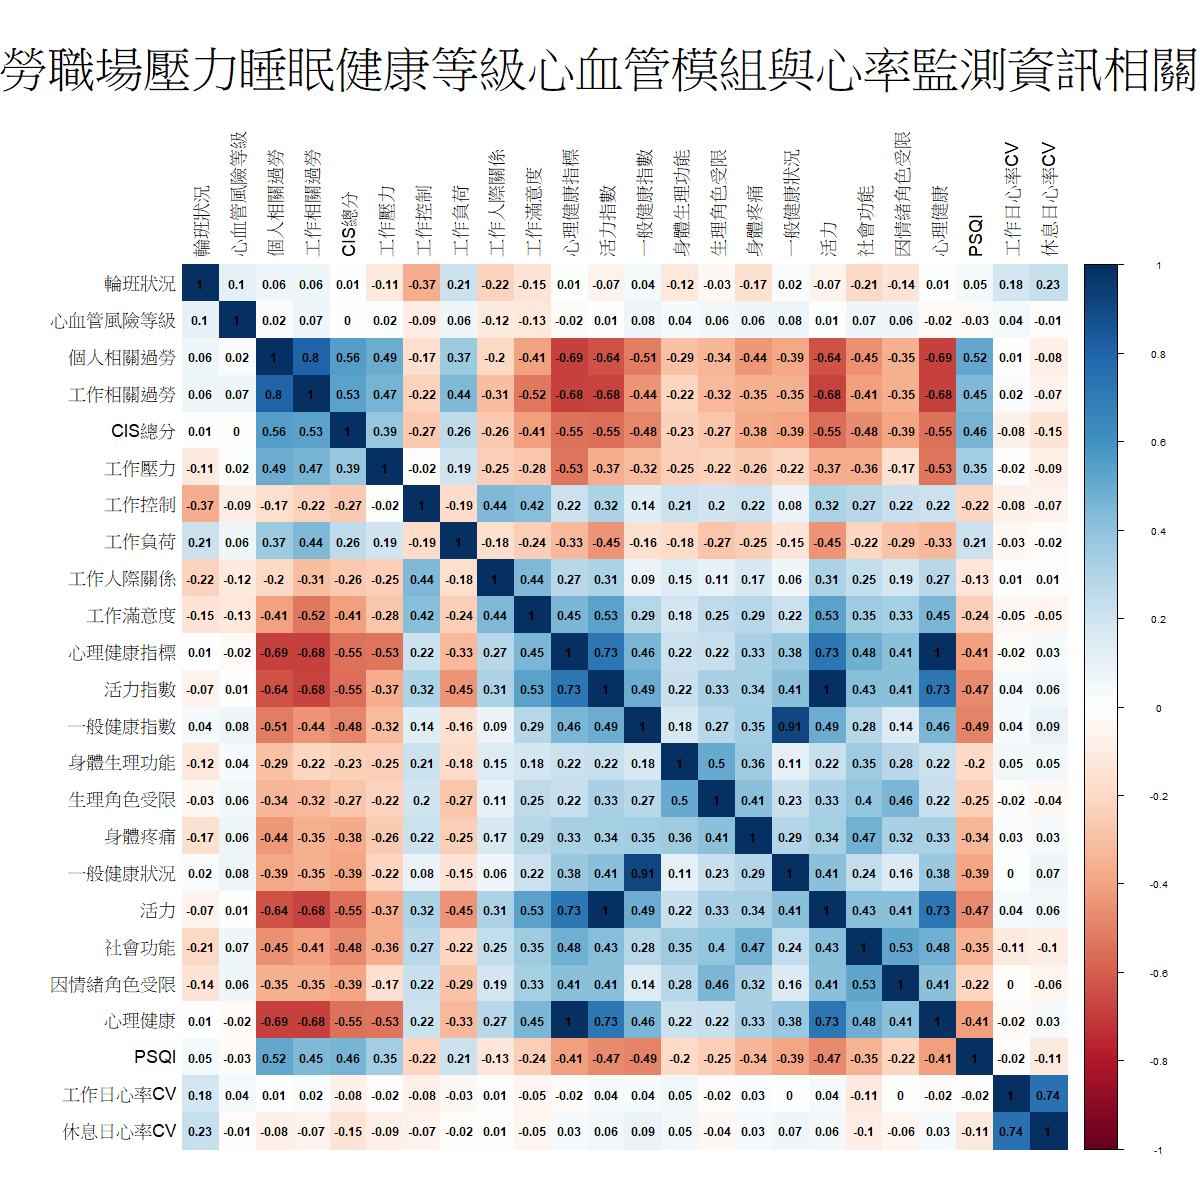 勞職場壓力睡眠健康等級心血管模組與心率監測資訊相關
輪班狀況 心血管風險等級 個人相關過勞 工作相關過勞 CIS總分 工作壓力 工作控制 工作負荷 工作人際關係 工作滿意度 心理健康指標 活力指數 一般健康指數 身體生理功能 生理角色受限 身體疼痛 一般健康狀況 活力 社會功能 因情緒角色受限 心理健康 PSQI 工作日心率CV 休息日心率CV
輪班狀況 1 0.1 0.06 0.06 0.01 -0.11 -0.37 0.21 -0.22 -0.15 0.01 -0.07 0.04 -0.12 -0.03 -0.17 0.02 -0.07 -0.21 -0.14 0.01 0.05 0.18 0.23
心血管風險等級 0.1 1 0.02 0.07 0 0.02 -0.09 0.06 -0.12 -0.13 -0.02 0.01 0.08 0.04 0.06 0.06 0.08 0.01 0.07 0.06 -0.02 -0.03 0.04 -0.01
個人相關過勞 0.06 0.02 1 0.8 0.56 0.49 -0.17 0.37 -0.2 -0.41 -0.69 -0.64 -0.51 -0.29 -0.34 -0.44 -0.39 -0.64 -0.45 -0.35 -0.69 0.52 0.01 -0.08
工作相關過勞 0.06 0.07 0.8 1 0.53 0.47 -0.22 0.44 -0.31 -0.52 -0.68 -0.68 -0.44 -0.22 -0.32 -0.35 -0.35 -0.68 -0.41 -0.35 -0.68 0.45 0.02 -0.07
CIS總分 0.01 0 0.56 0.53 1 0.39 -0.27 0.26 -0.26 -0.41 -0.55 -0.55 -0.48 -0.23 -0.27 -0.38 -0.39 -0.55 -0.48 -0.39 -0.55 0.46 -0.08 -0.15
工作壓力 -0.11 0.02 0.49 0.47 0.39 1 -0.02 0.19 -0.25 -0.28 -0.53 -0.37 -0.32 -0.25 -0.22 -0.26 -0.22 -0.37 -0.36 -0.17 -0.53 0.35 -0.02 -0.09
工作控制 -0.37 -0.09 -0.17 -0.22 -0.27 -0.02 1 -0.19 0.44 0.42 0.22 0.32 0.14 0.21 0.2 0.22 0.08 0.32 0.27 0.22 0.22 -0.22 -0.08 -0.07
工作負荷 0.21 0.06 0.37 0.44 0.26 0.19 -0.19 1 -0.18 -0.24 -0.33 -0.45 -0.16 -0.18 -0.27 -0.25 -0.15 -0.45 -0.22 -0.29 -0.33 0.21 -0.03 -0.02
工作人際關係 -0.22 -0.12 -0.2 -0.31 -0.26 -0.25 0.44 -0.18 1 0.44 0.27 0.31 0.09 0.15 0.11 0.17 0.06 0.31 0.25 0.19 0.27 -0.13 0.01 0.01
工作滿意度 -0.15 -0.13 -0.41 -0.52 -0.41 -0.28 0.42 -0.24 0.44 1 0.45 0.53 0.29 0.18 0.25 0.29 0.22 0.53 0.35 0.33 0.45 -0.24 -0.05 -0.05
心理健康指標 0.01 -0.02 -0.69 -0.68 -0.55 -0.53 0.22 -0.33 0.27 0.45 1 0.73 0.46 0.22 0.22 0.33 0.38 0.73 0.48 0.41 1 -0.41 -0.02 0.03
活力指數 -0.07 0.01 -0.64 -0.68 -0.55 -0.37 0.32 -0.45 0.31 0.53 0.73 1 0.49 0.22 0.33 0.34 0.41 1 0.43 0.41 0.73 -0.47 0.04 0.06
一般健康指數 0.04 0.08 -0.51 -0.44 -0.48 -0.32 0.14 -0.16 0.09 0.29 0.46 0.49 1 0.18 0.27 0.35 0.91 0.49 0.28 0.14 0.46 -0.49 0.04 0.09
身體生理功能 -0.12 0.04 -0.29 -0.22 -0.23 -0.25 0.21 -0.18 0.15 0.18 0.22 0.22 0.18 1 0.5 0.36 0.11 0.22 0.35 0.28 0.22 -0.2 0.05 0.05
生理角色受限 -0.03 0.06 -0.34 -0.32 -0.27 -0.22 0.2 -0.27 0.11 0.25 0.22 0.33 0.27 0.5 1 0.41 0.23 0.33 0.4 0.46 0.22 -0.25 -0.02 -0.04
身體疼痛 -0.17 0.06 -0.44 -0.35 -0.38 -0.26 0.22 -0.25 0.17 0.29 0.33 0.34 0.35 0.36 0.41 1 0.29 0.34 0.47 0.32 0.33 -0.34 0.03 0.03
一般健康狀況 0.02 0.08 -0.39 -0.35 -0.39 -0.22 0.08 -0.15 0.06 0.22 0.38 0.41 0.91 0.11 0.23 0.29 1 0.41 0.24 0.16 0.38 -0.39 0 0.07
活力 -0.07 0.01 -0.64 -0.68 -0.55 -0.37 0.32 -0.45 0.31 0.53 0.73 1 0.49 0.22 0.33 0.34 0.41 1 0.43 0.41 0.73 -0.47 0.04 0.06
社會功能 -0.21 0.07 -0.45 -0.41 -0.48 -0.36 0.27 -0.22 0.25 0.35 0.48 0.43 0.28 0.35 0.4 0.47 0.24 0.43 1 0.53 0.48 -0.35 -0.11 -0.1
因情緒角色受限 -0.14 0.06 -0.35 -0.35 -0.39 -0.17 0.22 -0.29 0.19 0.33 0.41 0.41 0.14 0.28 0.46 0.32 0.16 0.41 0.53 1 0.41 -0.22 0 -0.06
心理健康 0.01 -0.02 -0.69 -0.68 -0.55 -0.53 0.22 -0.33 0.27 0.45 1 0.73 0.46 0.22 0.22 0.33 0.38 0.73 0.48 0.41 1 -0.41 -0.02 0.03
PSQI 0.05 -0.03 0.52 0.45 0.46 0.35 -0.22 0.21 -0.13 -0.24 -0.41 -0.47 -0.49 -0.2 -0.25 -0.34 -0.39 -0.47 -0.35 -0.22 -0.41 1 -0.02 -0.11
工作日心率CV 0.18 0.04 0.01 0.02 -0.08 -0.02 -0.08 -0.03 0.01 -0.05 -0.02 0.04 0.04 0.05 -0.02 0.03 0 0.04 -0.11 0 -0.02 -0.02 1 0.74
休息日心率CV 0.23 -0.01 -0.08 -0.07 -0.15 -0.09 -0.07 -0.02 0.01 -0.05 0.03 0.06 0.09 0.05 -0.04 0.03 0.07 0.06 -0.1 -0.06 0.03 -0.11 0.74 1
1
0.8
0.6
0.4
0.2
0
-0.2
-0.4
-0.6
-0.8
-1